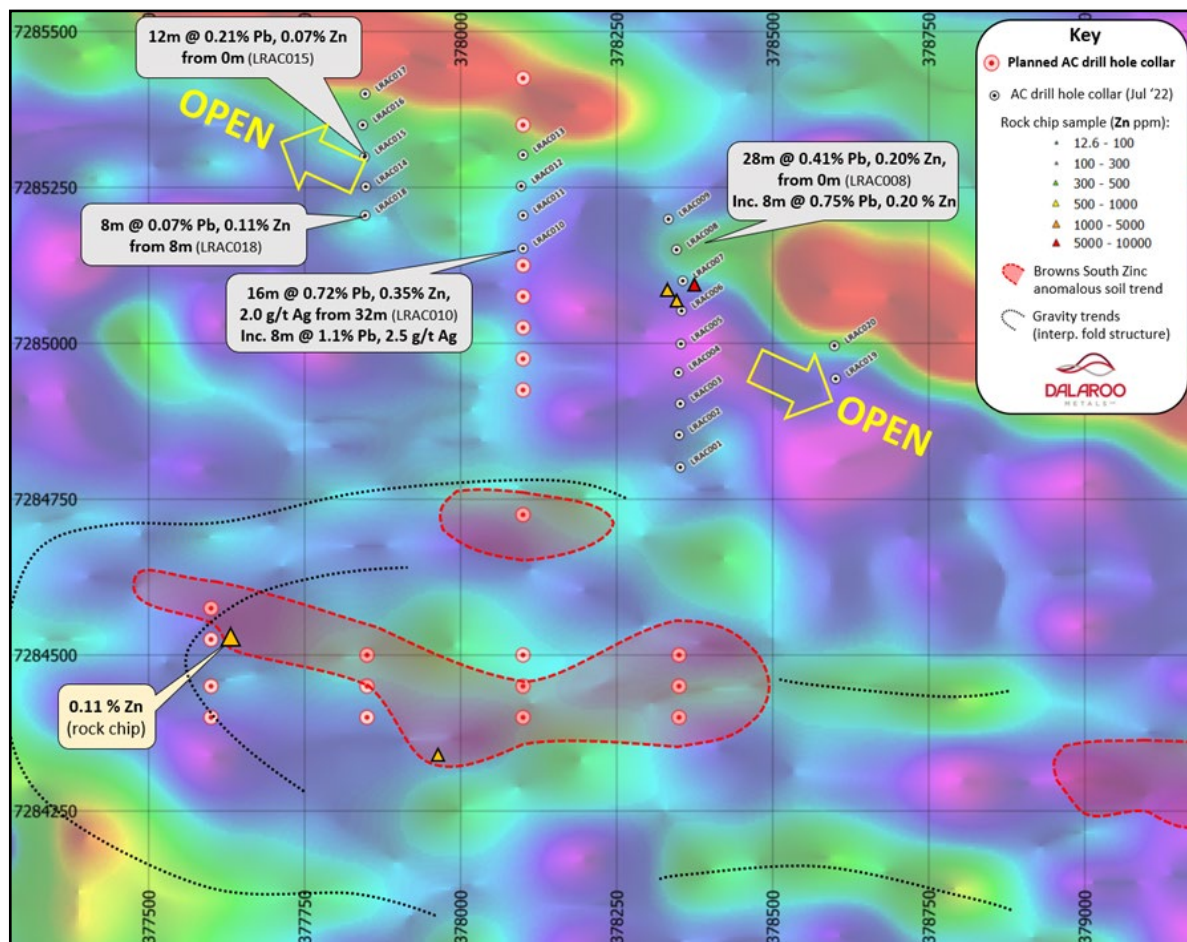 12m @ 0.21% Pb, 0.07% Zn
from 0m (LRAC015)
OPEN
8m @ 0.07% Pb, 0.11% Zn
from 8m (LRAC018)
16m @ 0.72% Pb, 0.35% Zn,
2.0 g/t Ag from 32m (LRAC010)
Inc. 8m @ 1.1% Pb, 2.5 g/t Ag
28m @ 0.41% Pb, 0.20% Zn,
from 0m (LRAC008)
Inc. 8m @ 0.75% Pb, 0.20 % Zn
OPEN
0.11 % Zn
(rock chip)
LRAC017
LRAC016
LRAC015
LRAC014
LRAC018
LRAC013
LRAC012
LRAC011
LRAC010
LRAC009
LRAC008
LRAC007
LRAC006
LRAC005
LRAC004
LRAC003
LRAC002
LRAC001
LRAC020
LRAC019
7285500
7285250
7285000
7284750
7284500
7284250
378000
378250
378500
378750
377500
377750
378000
378250
378500
378750
379000
Key
Planned AC drill hole collar
AC drill hole collar (Jul ‘22)
Rock chip sample (Zn ppm):
12.6 - 100
100 - 300
300 - 500
500 - 1000
1000 - 5000
5000 - 10000
Browns South Zinc
anomalous soil trend
Gravity trends
(interp. fold structure)
DALAROO
METALS